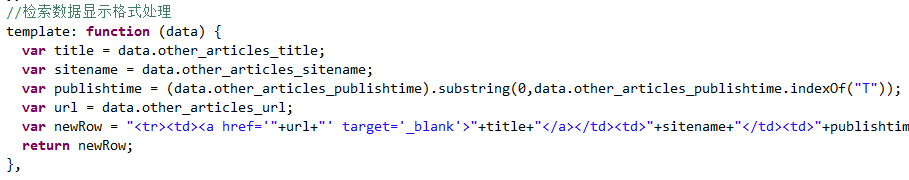 //检索数据显示格式处理
template: function (data) {
  var title = data.other_articles_title;
  var sitename = data.other_articles_sitename;
  var publishtime = (data.other_articles_publishtime).substring(0,data.other_articles_publishtime.indexOf("T"));
  var url = data.other_articles_url;
  var newRow = "<tr><td><a href='"+url+"' target='_blank'>"+title+"</a></td><td>"+sitename+"</td><td>"+publishtim
  return newRow;
},